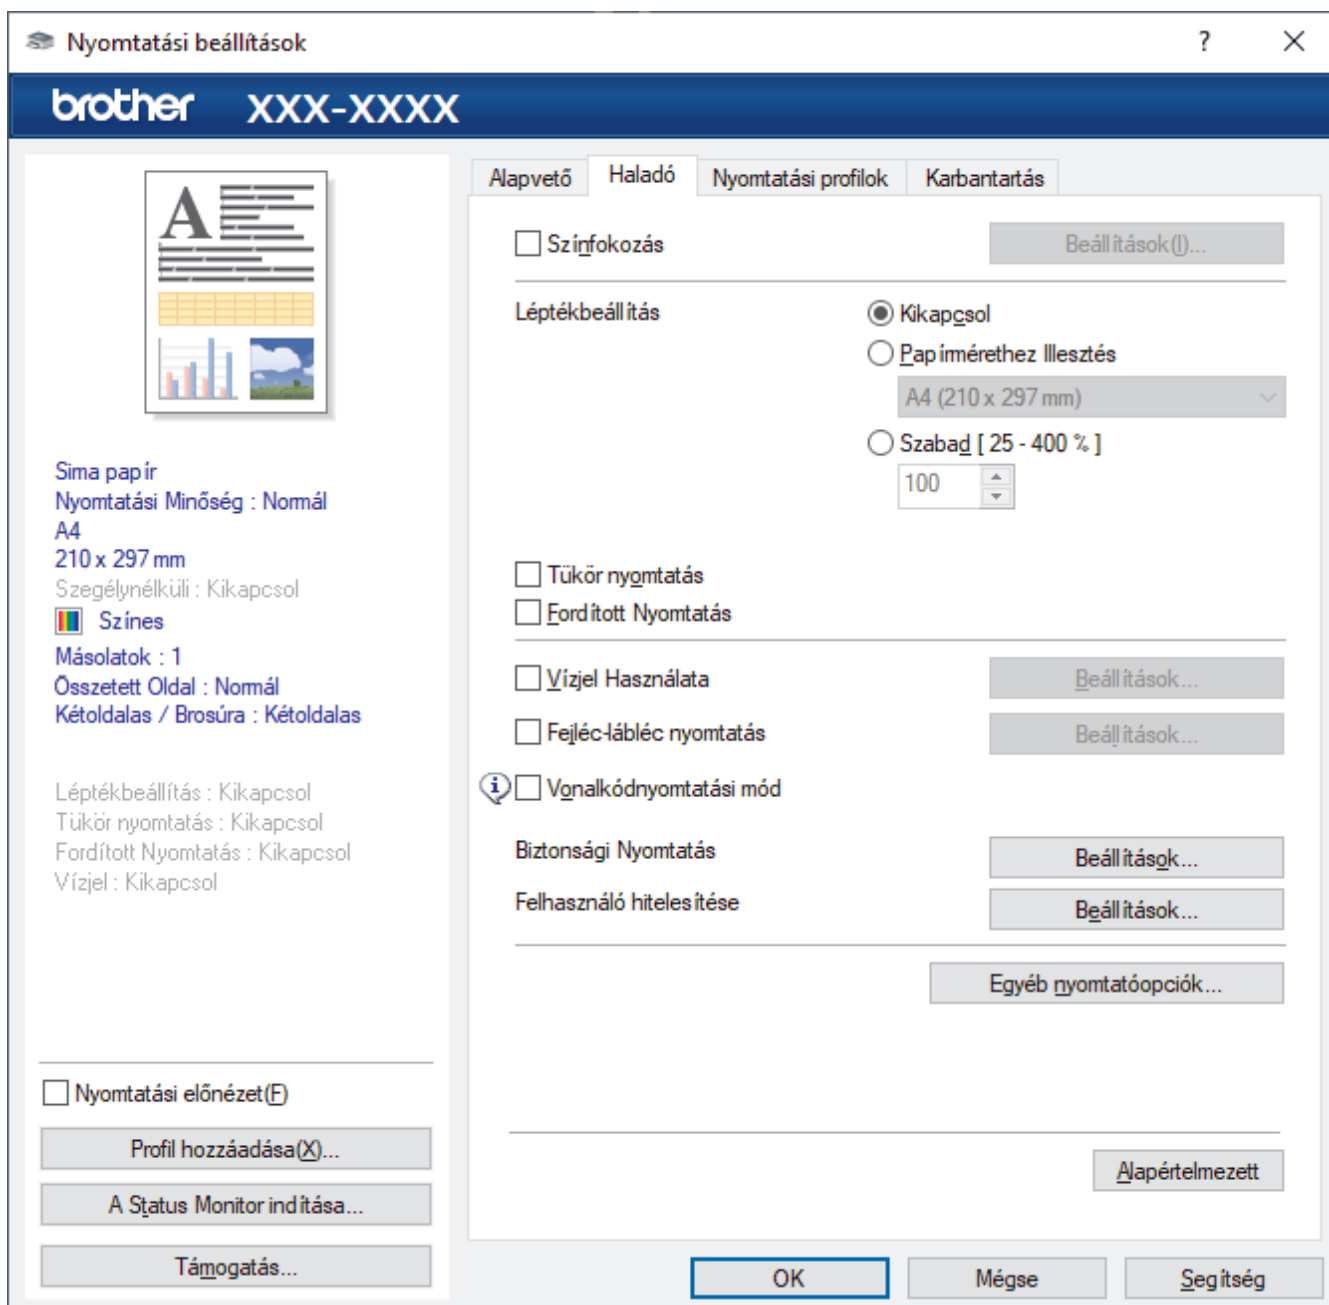 Nyomtatási beállítások
?
brother XXX-XXXX
Alapvető Haladó Nyomtatási profilok Karbantartás
A
Színfokozás Beállítások(I)...
Léptékbeállítás Kikapcsol
Papírmérethez Illesztés
A4 (210 x 297 mm)
Szabad [ 25 - 400 % ]
100
Tükör nyomtatás
Fordított Nyomtatás
Vízjel Használata Beállítások...
Fejléc-lábléc nyomtatás Beállítások...
Vonalkódnyomtatási mód
Biztonsági Nyomtatás Beállítások...
Felhasználó hitelesítése Beállítások...
Egyéb nyomtatóopciók...
Alapértelmezett
Sima papír
Nyomtatási Minőség : Normál
A4
210 x 297 mm
Szegélynélküli : Kikapcsol
Színes
Másolatok : 1
Összetett Oldal : Normál
Kétoldalas / Brosúra : Kétoldalas
Léptékbeállítás : Kikapcsol
Tükör nyomtatás : Kikapcsol
Fordított Nyomtatás : Kikapcsol
Vízjel : Kikapcsol
Nyomtatási előnézet(F)
Profil hozzáadása(X)...
A Status Monitor indítása...
Támogatás...
OK Mégse Segítség